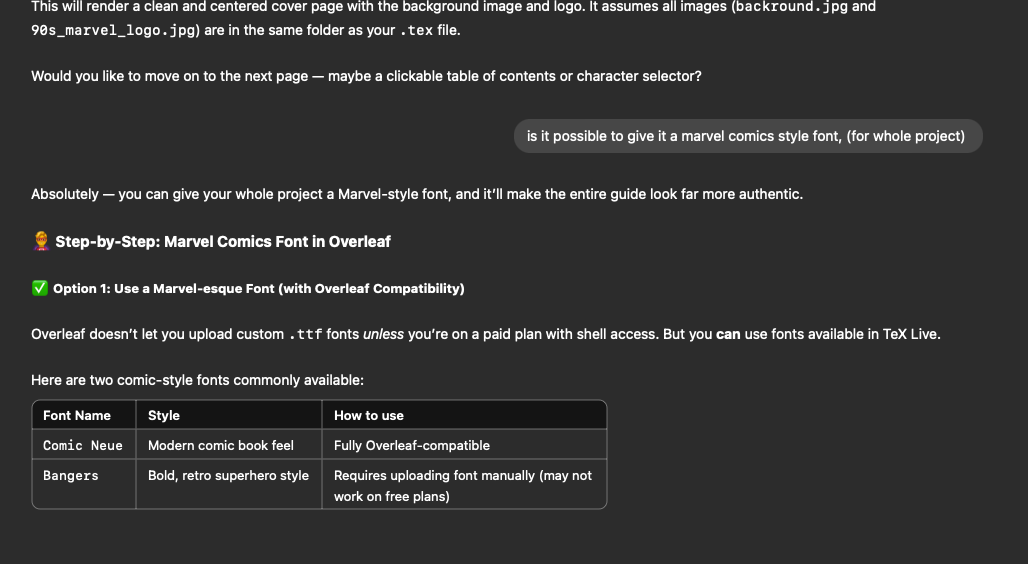 This will render a clean and centered cover page with the background image and logo. It assumes all images (backround.jpg and
90s_marvel_logo.jpg) are in the same folder as your .tex file.
Would you like to move on to the next page — maybe a clickable table of contents or character selector?
is it possible to give it a marvel comics style font, (for whole project)
Absolutely — you can give your whole project a Marvel-style font, and it'll make the entire guide look far more authentic.
Step-by-Step: Marvel Comics Font in Overleaf
Option 1: Use a Marvel-esque Font (with Overleaf Compatibility)
Overleaf doesn't let you upload custom .ttf fonts unless you're on a paid plan with shell access. But you can use fonts available in TeX Live.
Here are two comic-style fonts commonly available:
Font Name Style How to use
Comic Neue Modern comic book feel Fully Overleaf-compatible
Bangers Bold, retro superhero style Requires uploading font manually (may not
work on free plans)